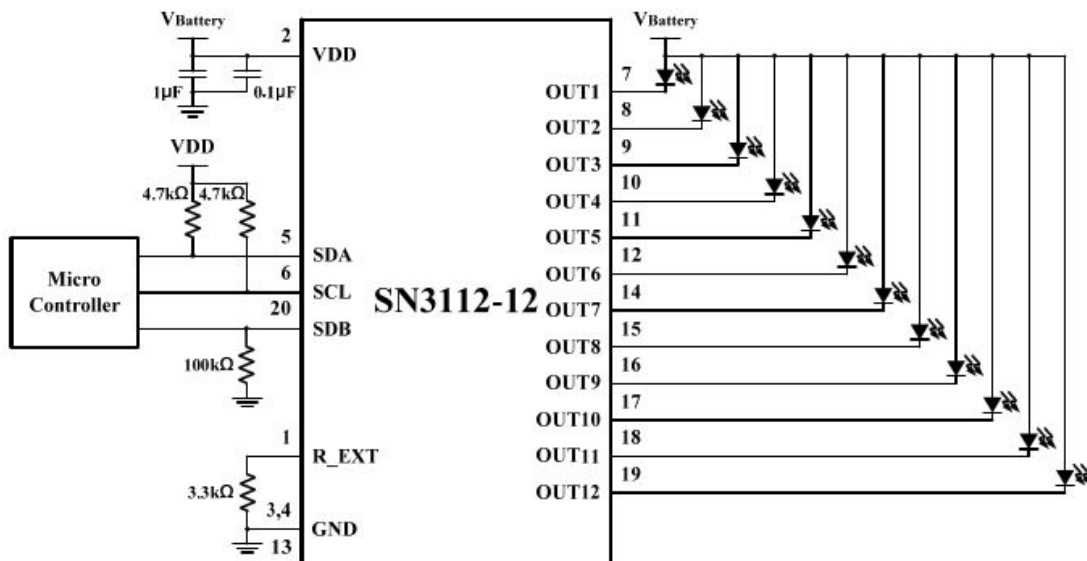 VBattery
2
VDD
1µF
0.1µF
VDD
4.7kΩ
4.7kΩ
5
SDA
6
SCL
20
SDB
Micro
Controller
100kΩ
1
R_EXT
3.3kΩ
3,4
GND
13
SN3112-12
VBattery
7
OUT1
8
OUT2
9
OUT3
10
OUT4
11
OUT5
12
OUT6
14
OUT7
15
OUT8
16
OUT9
17
OUT10
18
OUT11
19
OUT12